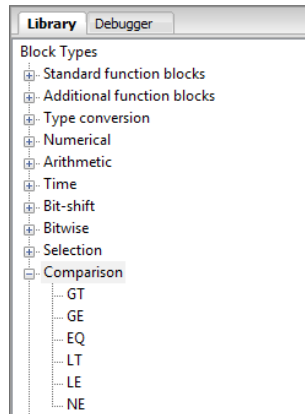 Library Debugger
Block Types
Standard function blocks
Additional function blocks
Type conversion
Numerical
Arithmetic
Time
Bit-shift
Bitwise
Selection
Comparison
GT
GE
EQ
LT
LE
NE